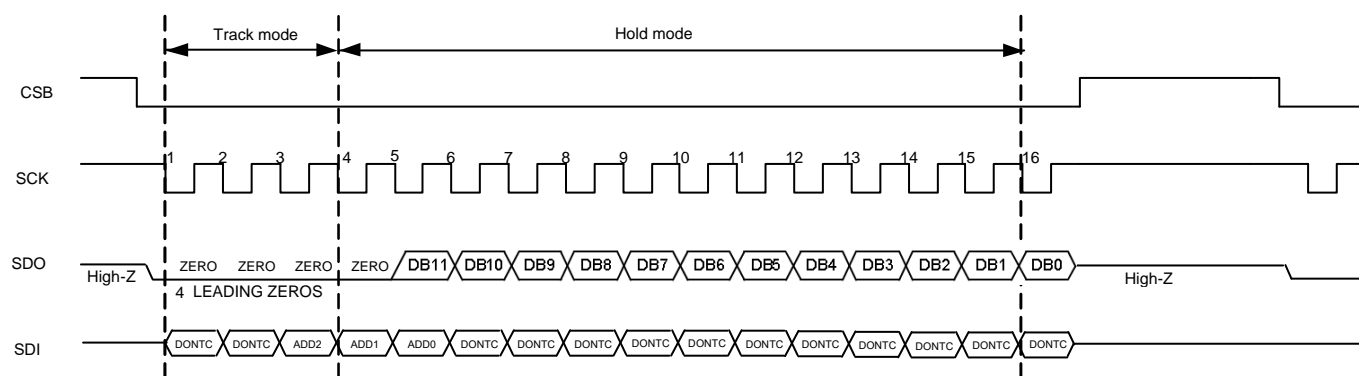 Track mode Hold mode
CSB
1 2 3 4 5 6 7 8 9 10 11 12 13 14 15 16
SCK
SDO ZERO ZERO ZERO ZERO DB11 DB10 DB9 DB8 DB7 DB6 DB5 DB4 DB3 DB2 DB1 DB0
High-Z High-Z
4 LEADING ZEROS
SDI DONTC DONTC ADD2 ADD1 ADD0 DONTC DONTC DONTC DONTC DONTC DONTC DONTC DONTC DONTC DONTC DONTC